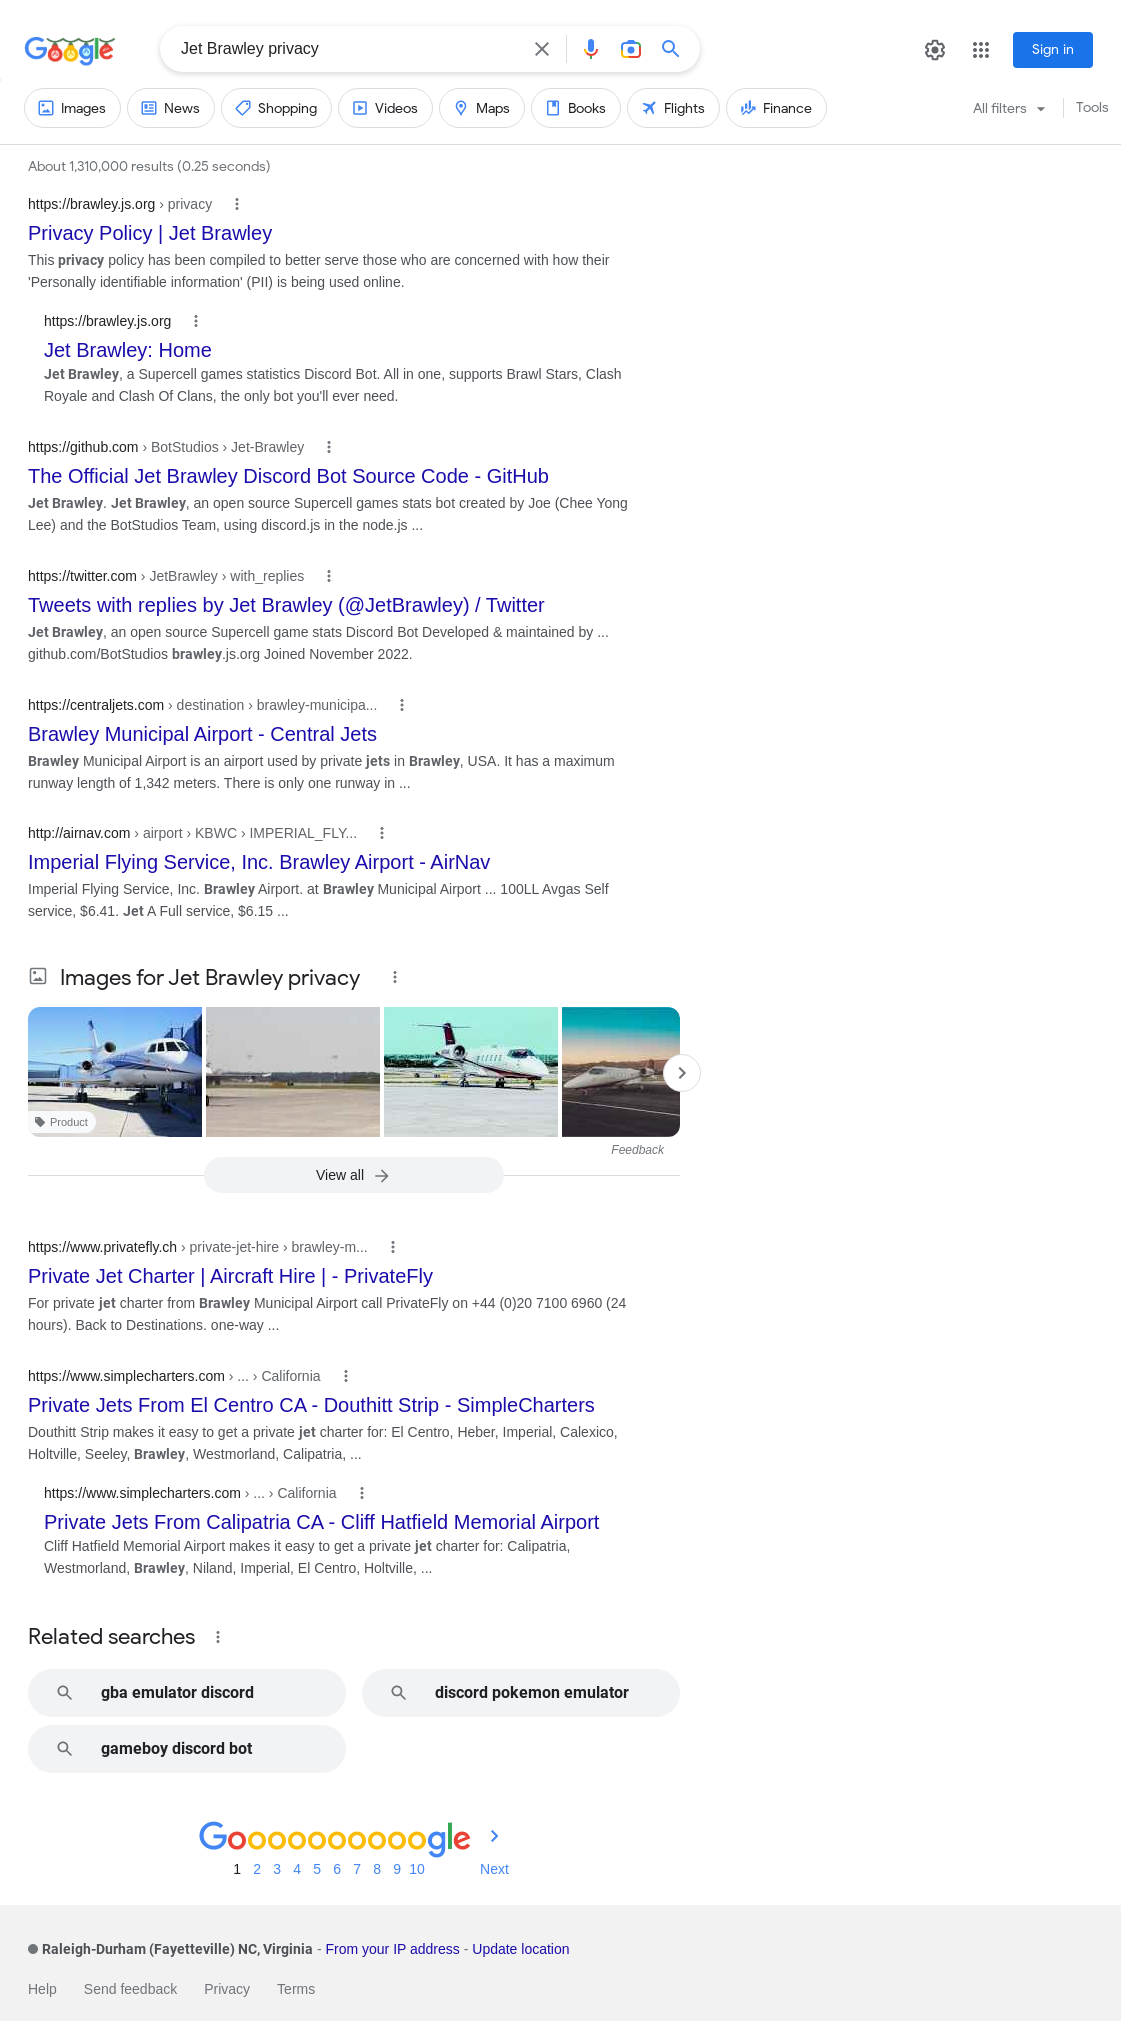 Google
Jet Brawley privacy
Sign in
Images
News
Shopping
Videos
Maps
Books
Flights
Finance
All filters
Tools
About 1,310,000 results (0.25 seconds)
https://brawley.js.org › privacy
Privacy Policy | Jet Brawley
This privacy policy has been compiled to better serve those who are concerned with how their
'Personally identifiable information' (PII) is being used online.
https://brawley.js.org
Jet Brawley: Home
Jet Brawley, a Supercell games statistics Discord Bot. All in one, supports Brawl Stars, Clash
Royale and Clash Of Clans, the only bot you'll ever need.
https://github.com › BotStudios › Jet-Brawley
The Official Jet Brawley Discord Bot Source Code - GitHub
Jet Brawley. Jet Brawley, an open source Supercell games stats bot created by Joe (Chee Yong
Lee) and the BotStudios Team, using discord.js in the node.js ...
https://twitter.com › JetBrawley › with_replies
Tweets with replies by Jet Brawley (@JetBrawley) / Twitter
Jet Brawley, an open source Supercell game stats Discord Bot Developed & maintained by ...
github.com/BotStudios brawley.js.org Joined November 2022.
https://centraljets.com › destination › brawley-municipa...
Brawley Municipal Airport - Central Jets
Brawley Municipal Airport is an airport used by private jets in Brawley, USA. It has a maximum
runway length of 1,342 meters. There is only one runway in ...
http://airnav.com › airport › KBWC › IMPERIAL_FLY...
Imperial Flying Service, Inc. Brawley Airport - AirNav
Imperial Flying Service, Inc. Brawley Airport. at Brawley Municipal Airport ... 100LL Avgas Self
service, $6.41. Jet A Full service, $6.15 ...
Images for Jet Brawley privacy
Product
Feedback
View all
https://www.privatefly.ch › private-jet-hire › brawley-m...
Private Jet Charter | Aircraft Hire | - PrivateFly
For private jet charter from Brawley Municipal Airport call PrivateFly on +44 (0)20 7100 6960 (24
hours). Back to Destinations. one-way ...
https://www.simplecharters.com › ... › California
Private Jets From El Centro CA - Douthitt Strip - SimpleCharters
Douthitt Strip makes it easy to get a private jet charter for: El Centro, Heber, Imperial, Calexico,
Holtville, Seeley, Brawley, Westmorland, Calipatria, ...
https://www.simplecharters.com › ... › California
Private Jets From Calipatria CA - Cliff Hatfield Memorial Airport
Cliff Hatfield Memorial Airport makes it easy to get a private jet charter for: Calipatria,
Westmorland, Brawley, Niland, Imperial, El Centro, Holtville, ...
Related searches
gba emulator discord
discord pokemon emulator
gameboy discord bot
Goooooooooogle
1 2 3 4 5 6 7 8 9 10 Next
Raleigh-Durham (Fayetteville) NC, Virginia - From your IP address - Update location
Help Send feedback Privacy Terms